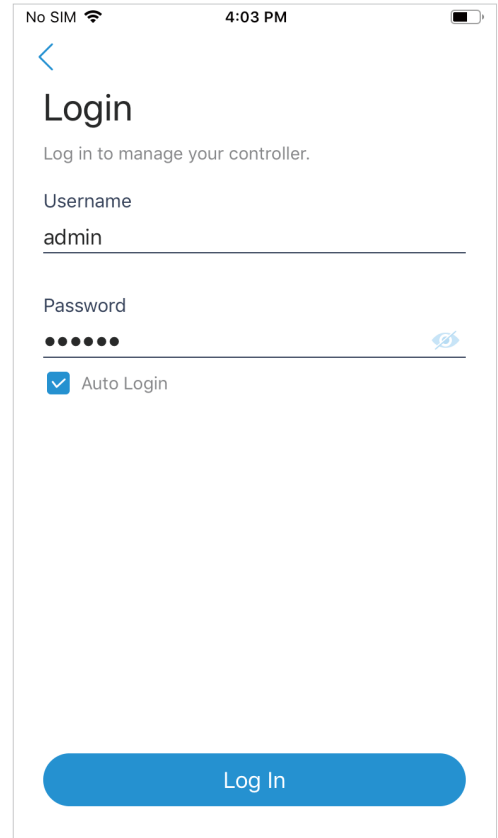 No SIM 4:03 PM
Login
Log in to manage your controller.
Username
admin
Password
••••••
Auto Login
Log In